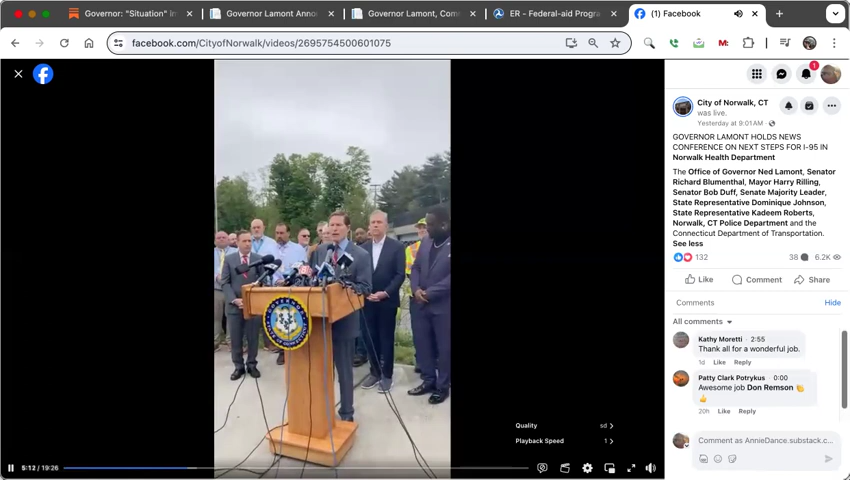 Governor: "Situation" in
Governor Lamont Anno
Governor Lamont, Com
ER - Federal-aid Progra
(1) Facebook
facebook.com/CityofNorwalk/videos/2695754500601075
1
City of Norwalk, CT
was live.
Yesterday at 9:01 AM ·
GOVERNOR LAMONT HOLDS NEWS
CONFERENCE ON NEXT STEPS FOR I-95 IN
Norwalk Health Department
The Office of Governor Ned Lamont, Senator
Richard Blumenthal, Mayor Harry Rilling,
Senator Bob Duff, Senate Majority Leader,
State Representative Dominique Johnson,
State Representative Kadeem Roberts,
Norwalk, CT Police Department and the
Connecticut Department of Transportation.
See less
132
38
6.2K
Like
Comment
Share
Comments
Hide
All comments
Kathy Moretti · 2:55
Thank all for a wonderful job.
1d Like Reply
Patty Clark Potrykus · 0:00
Awesome job Don Remson
20h Like Reply
Comment as AnnieDance.substack.c...
Quality sd
Playback Speed 1
5:12 / 19:26